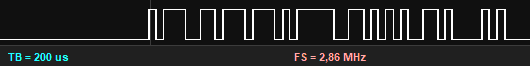 TB = 200 us
FS = 2,86 MHz